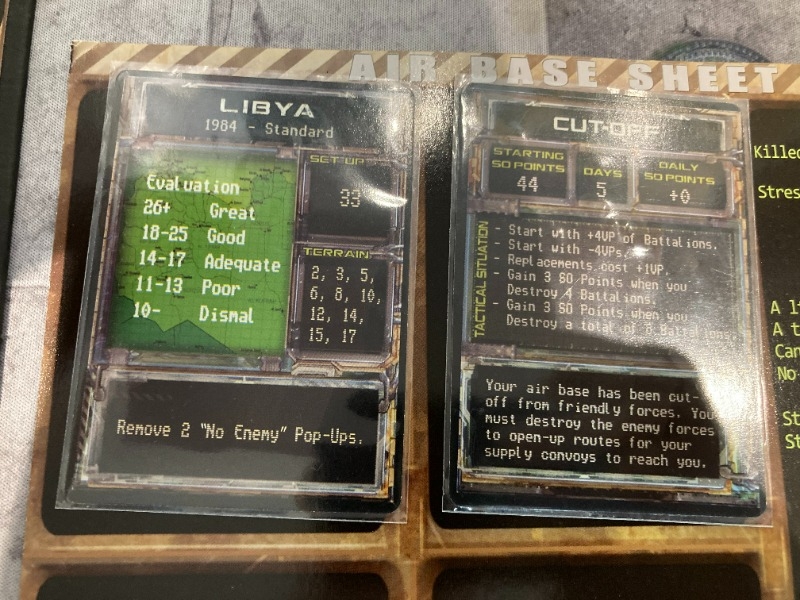 AIR BASE SHEET
LIBYA
1984 - Standard
Evaluation
26+ Great
18-25 Good
14-17 Adequate
11-13 Poor
10- Dismal
SET UP
33
TERRAIN
2, 3, 5,
6, 8, 10,
12, 14,
15, 17
Remove 2 "No Enemy" Pop-Ups.
CUT-OFF
STARTING
SO POINTS
44
DAYS
5
DAILY
SO POINTS
+0
TACTICAL SITUATION
- Start with +4VP of Battalions.
- Start with -4VPs.
- Replacements cost +1VP.
- Gain 3 SO Points when you
Destroy 4 Battalions.
- Gain 3 SO Points when you
Destroy a total of 8 Battalions.
Your air base has been cut-
off from friendly forces. You
must destroy the enemy forces
to open-up routes for your
supply convoys to reach you.
Killed
Stres
A 1
A t
Can
No
St
St